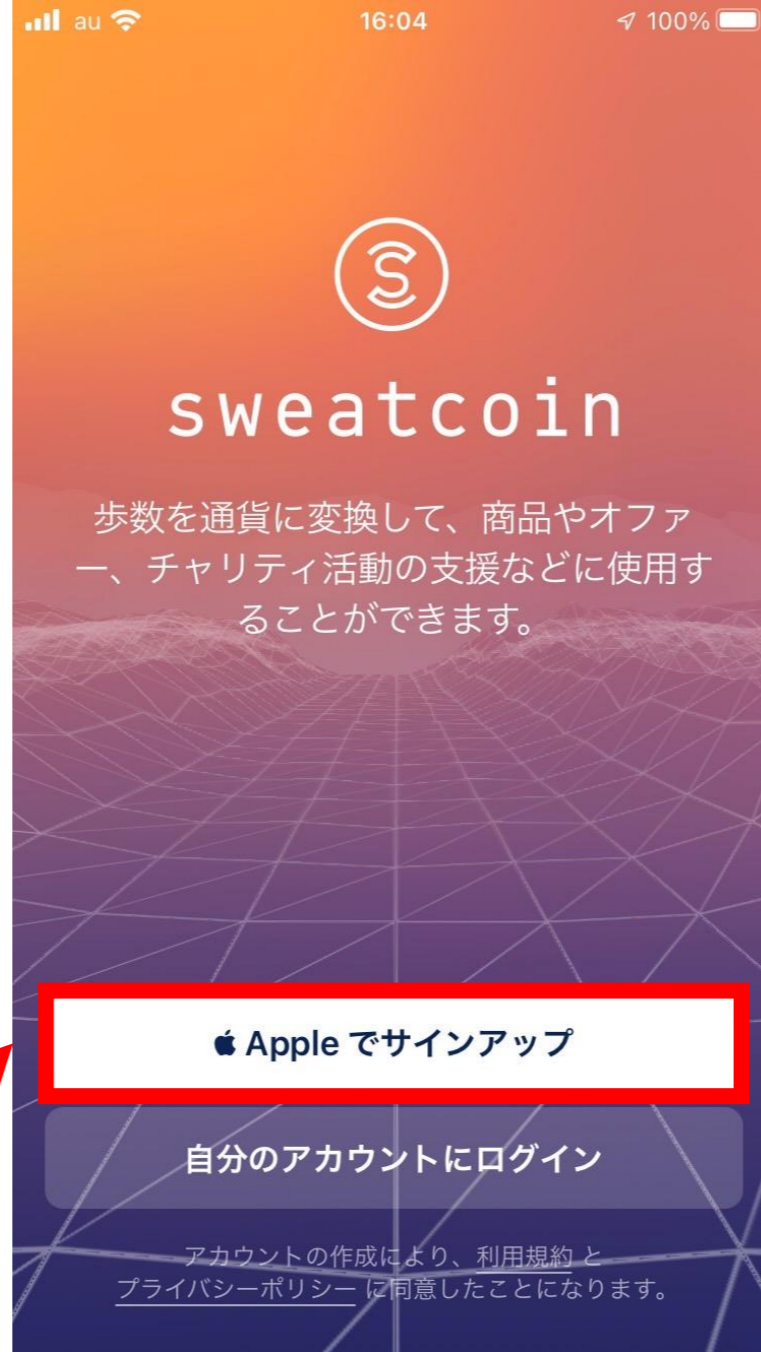 au 16:04 100%
sweatcoin
歩数を通貨に変換して、商品やオファ
ー、チャリティ活動の支援などに使用す
ることができます。
Apple でサインアップ
自分のアカウントにログイン
アカウントの作成により、利用規約 と
プライバシーポリシー に同意したことになります。